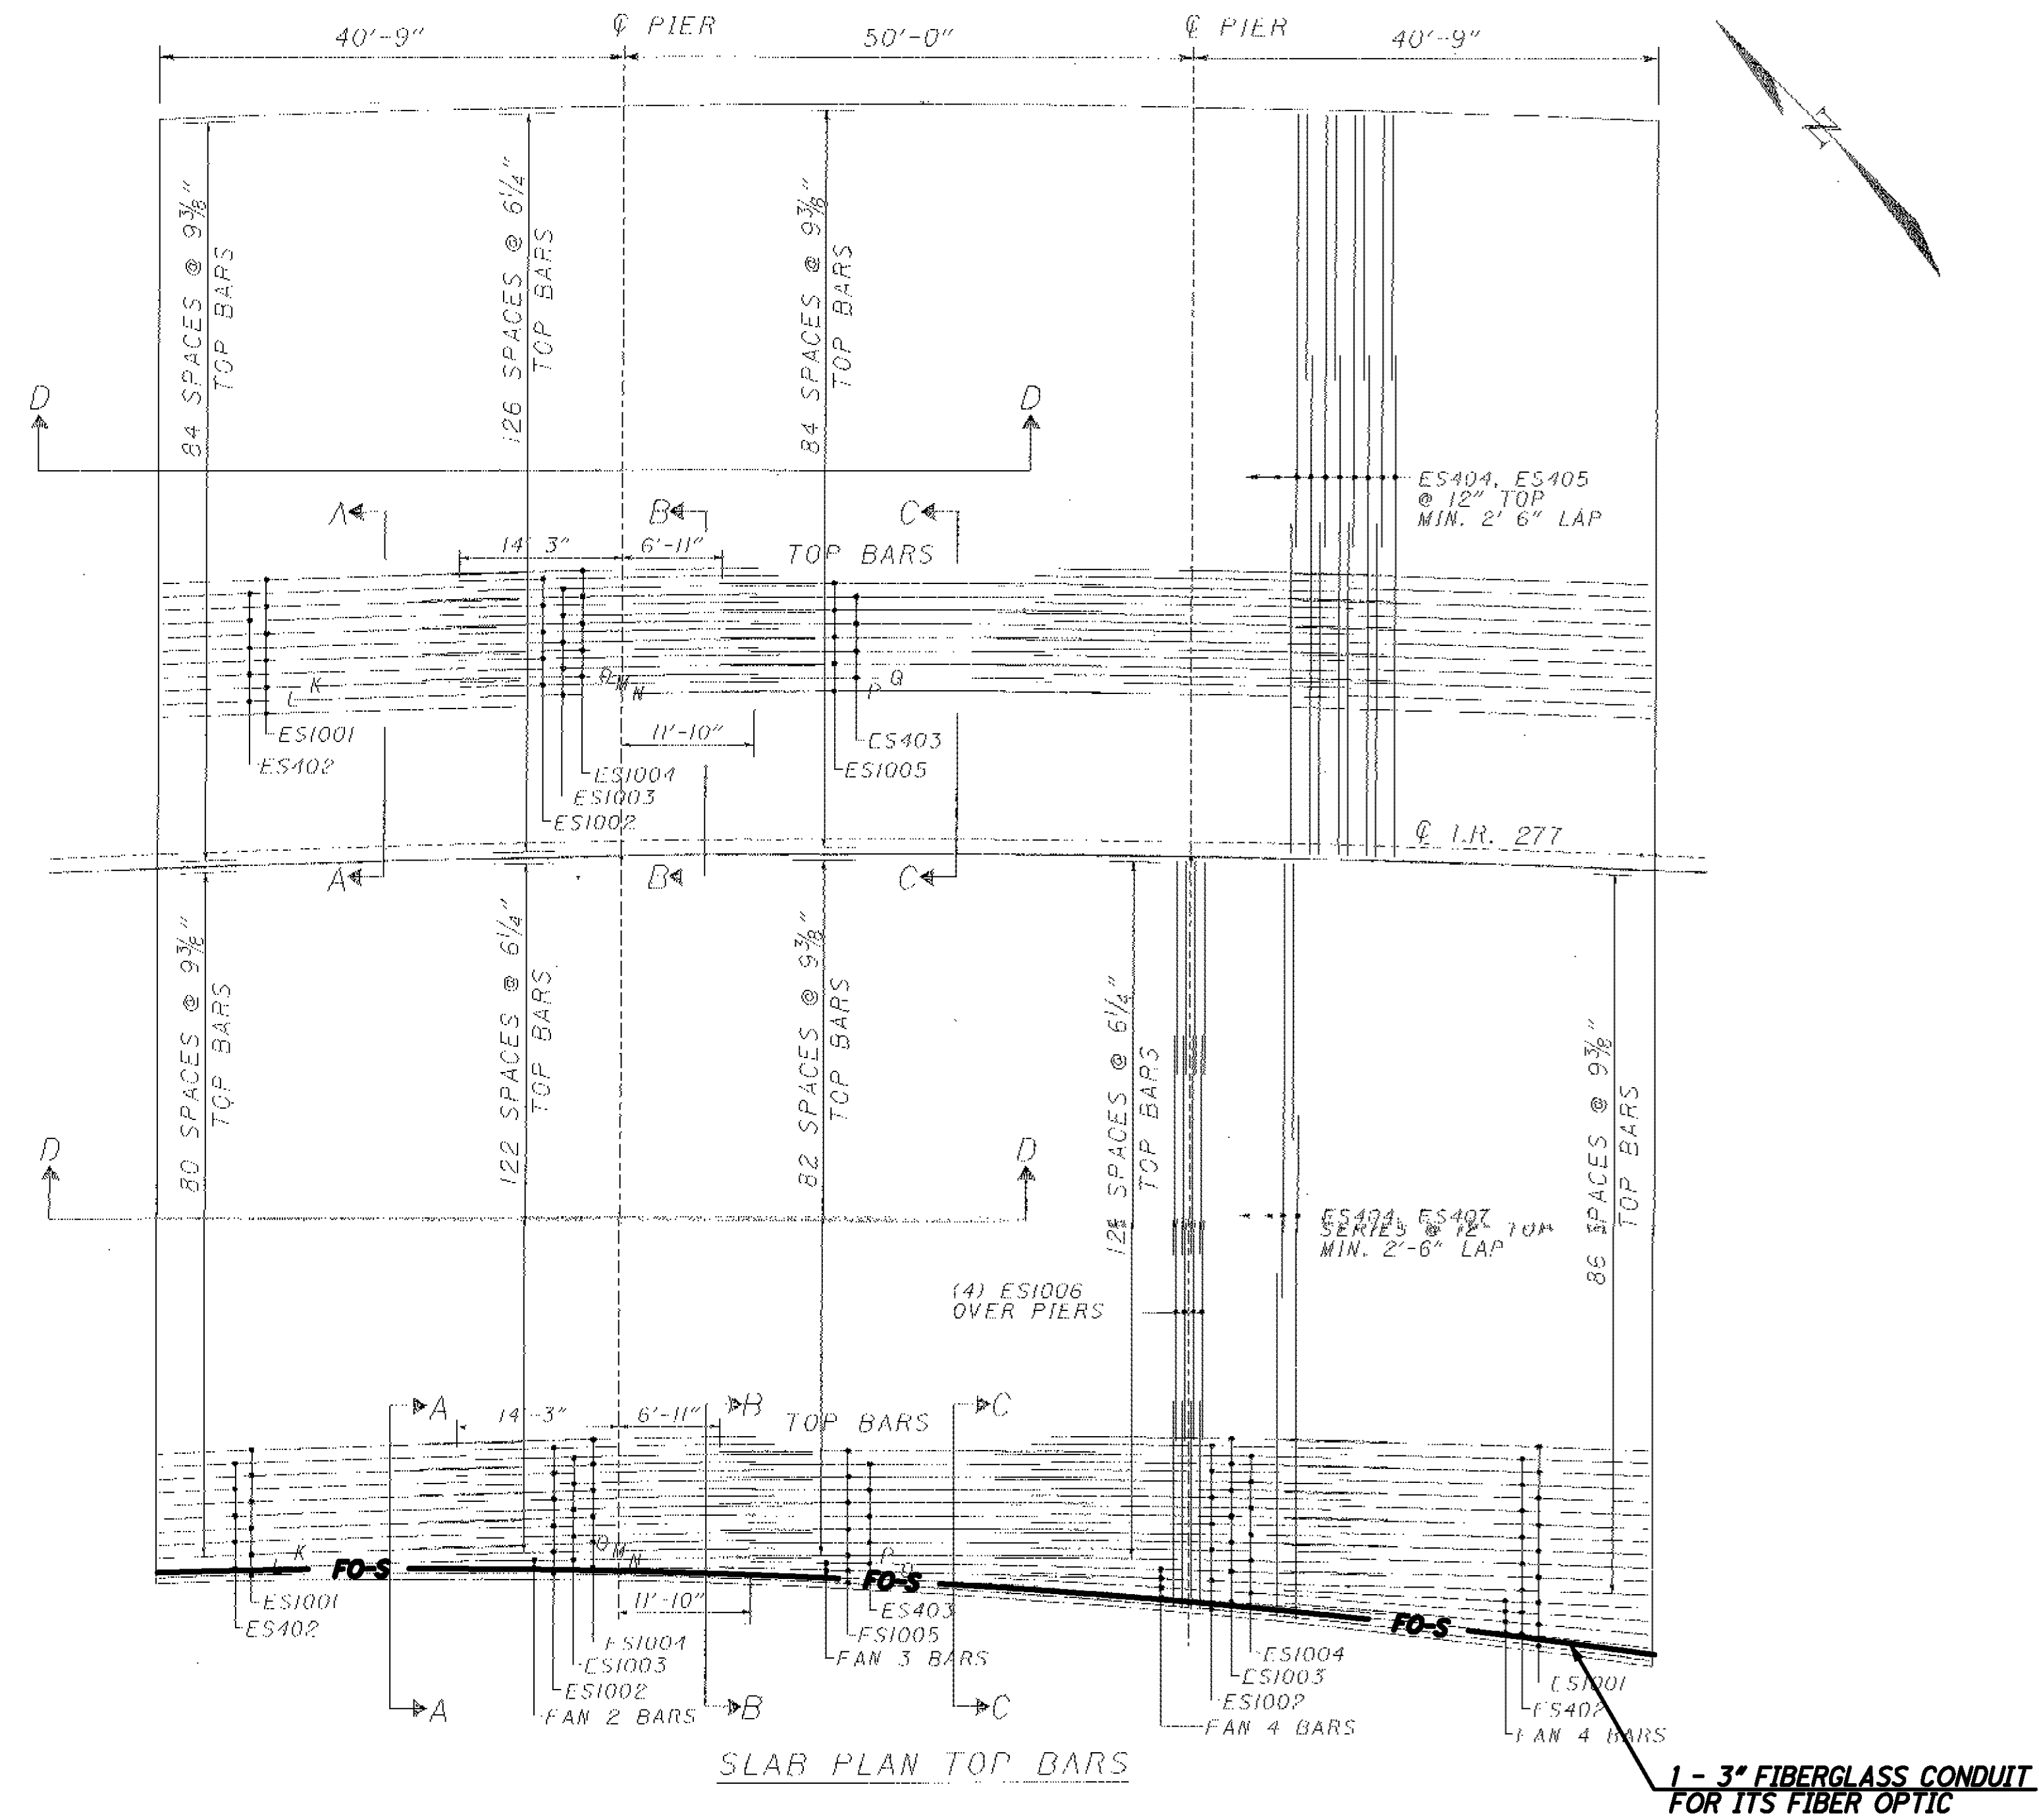 40'-9"
℄ PIER
50'-0"
℄ PIER
40'-9"
N
84 SPACES @ 9⅜"
TOP BARS
126 SPACES @ 6¼"
TOP BARS
84 SPACES @ 9⅜"
TOP BARS
D
D
ES404, ES405
@ 12" TOP
MIN. 2' 6" LAP
A
B
C
14' 3"
6'-11"
TOP BARS
K
L
O
M
N
Q
P
ES1001
ES402
11'-10"
ES403
ES1005
ES1004
ES1003
ES1002
℄ I.R. 277
A
B
C
80 SPACES @ 9⅜"
TOP BARS
122 SPACES @ 6¼"
TOP BARS
82 SPACES @ 9⅜"
TOP BARS
SPACES @ 6¼"
TOP BARS
86 SPACES @ 9⅜"
TOP BARS
D
D
ES404, ES407
SERIES @ 12" TOP
MIN. 2'-6" LAP
(4) ES1006
OVER PIERS
A
B
C
14'-3"
6'-11"
TOP BARS
K
L
O
M
N
P
Q
FO-S
FO-S
FO-S
ES1001
ES402
11'-10"
ES403
ES1005
FAN 3 BARS
ES1004
ES1003
ES1002
FAN 2 BARS
ES1004
ES1003
ES1002
FAN 4 BARS
ES1001
ES402
FAN 4 BARS
A
B
C
SLAB PLAN TOP BARS
1 - 3" FIBERGLASS CONDUIT
FOR ITS FIBER OPTIC